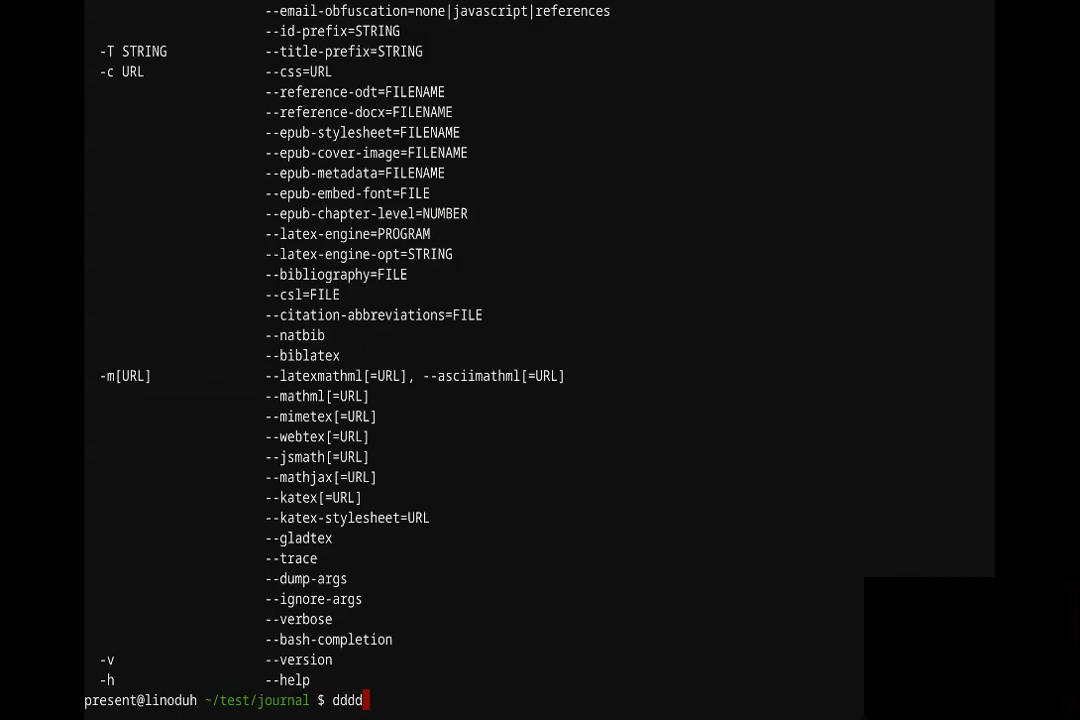 --email-obfuscation=none|javascript|references
--id-prefix=STRING
-T STRING --title-prefix=STRING
-c URL --css=URL
--reference-odt=FILENAME
--reference-docx=FILENAME
--epub-stylesheet=FILENAME
--epub-cover-image=FILENAME
--epub-metadata=FILENAME
--epub-embed-font=FILE
--epub-chapter-level=NUMBER
--latex-engine=PROGRAM
--latex-engine-opt=STRING
--bibliography=FILE
--csl=FILE
--citation-abbreviations=FILE
--natbib
--biblatex
-m[URL] --latexmathml[=URL], --asciimathml[=URL]
--mathml[=URL]
--mimetex[=URL]
--webtex[=URL]
--jsmath[=URL]
--mathjax[=URL]
--katex[=URL]
--katex-stylesheet=URL
--gladtex
--trace
--dump-args
--ignore-args
--verbose
--bash-completion
-v --version
-h --help
present@linoduh ~/test/journal $ dddd